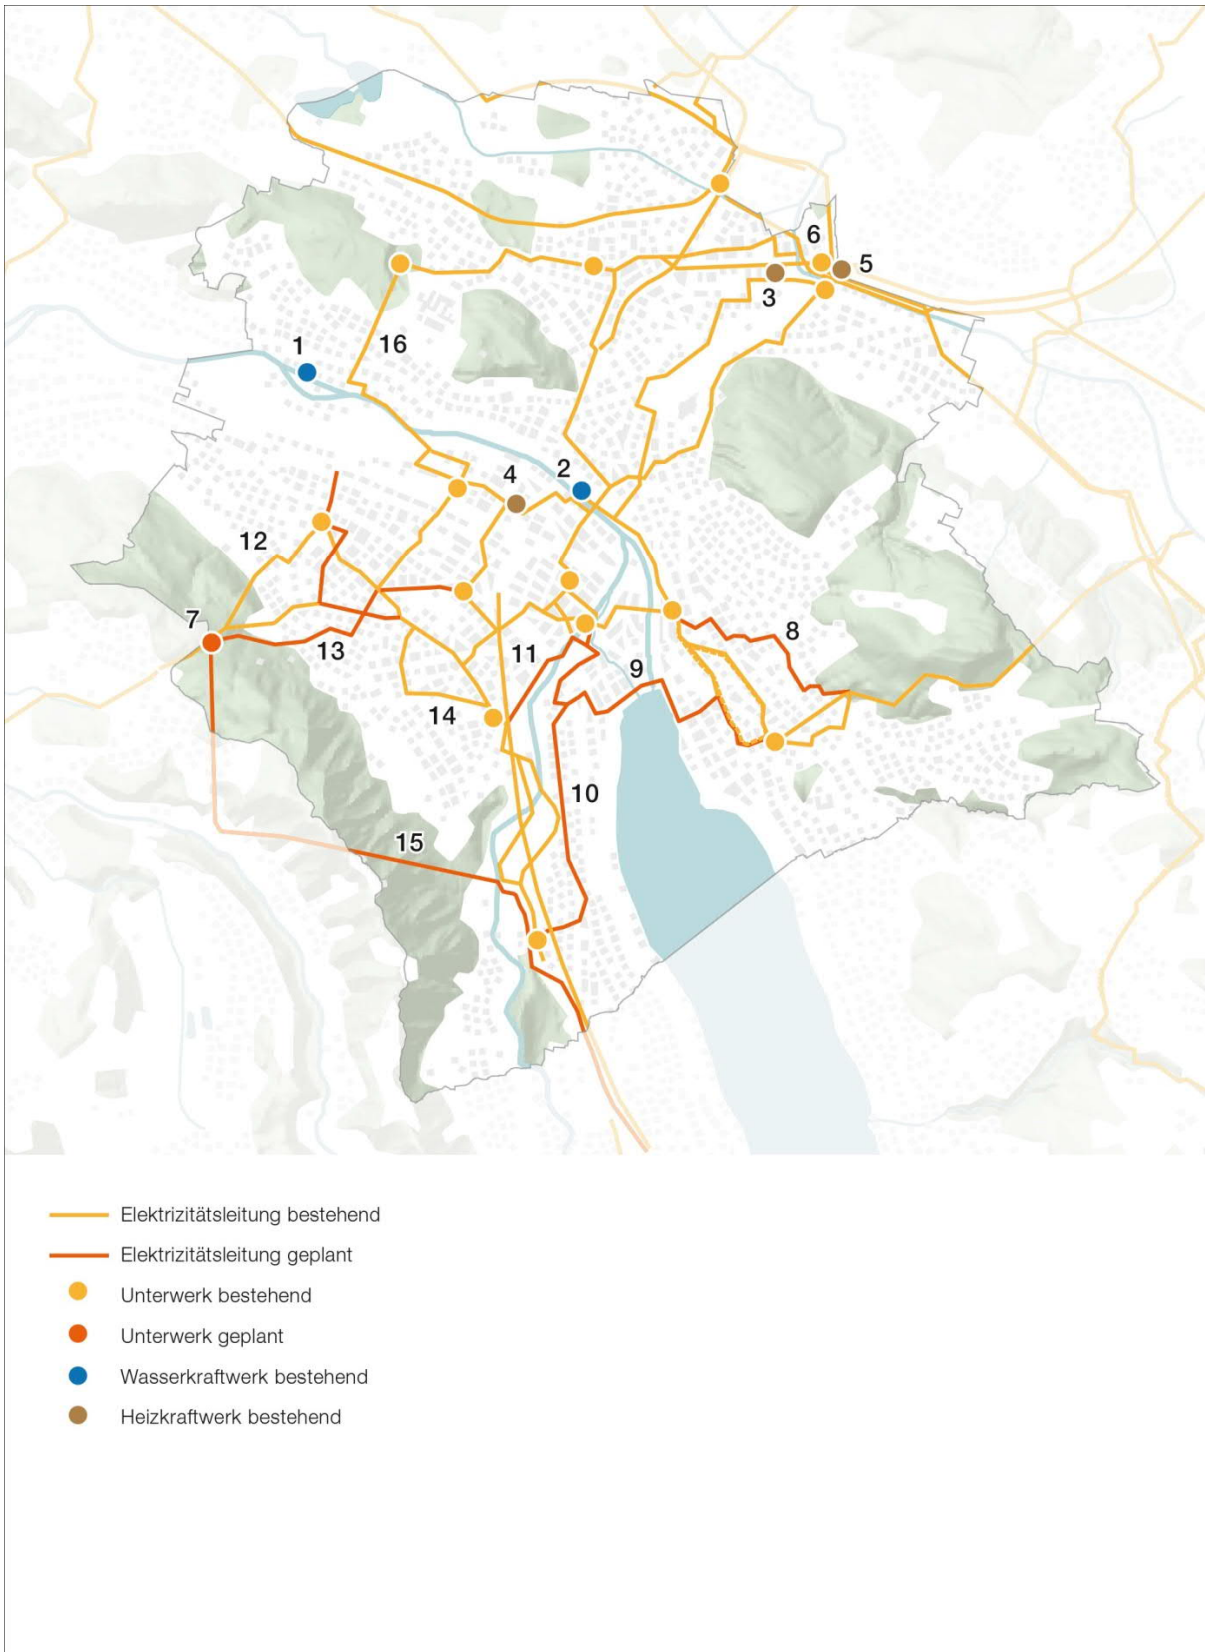 6
5
3
1
16
4
2
12
7
8
13
11
9
14
10
15
Elektrizitätsleitung bestehend
Elektrizitätsleitung geplant
Unterwerk bestehend
Unterwerk geplant
Wasserkraftwerk bestehend
Heizkraftwerk bestehend